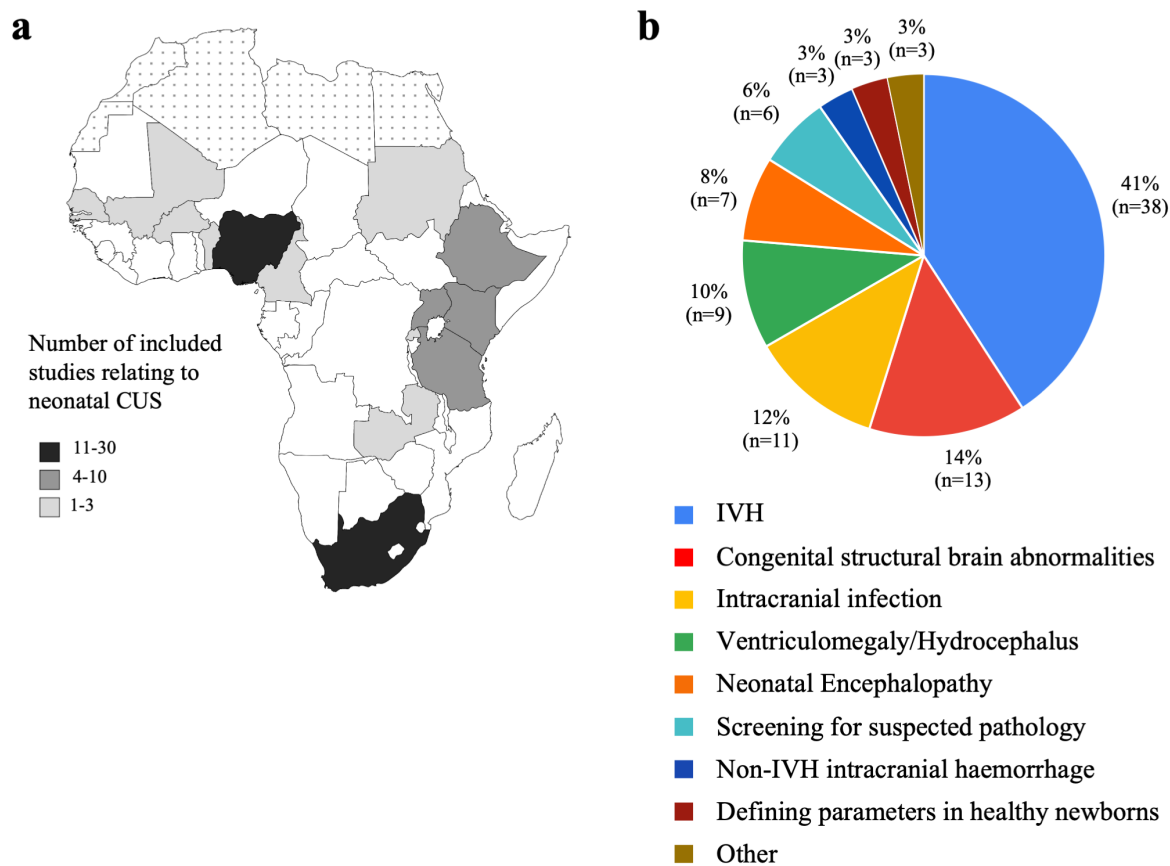 a
Number of included
studies relating to
neonatal CUS
11-30
4-10
1-3
b
3%
(n=3)
3%
(n=3)
3%
(n=3)
6%
(n=6)
8%
(n=7)
10%
(n=9)
12%
(n=11)
14%
(n=13)
41%
(n=38)
IVH
Congenital structural brain abnormalities
Intracranial infection
Ventriculomegaly/Hydrocephalus
Neonatal Encephalopathy
Screening for suspected pathology
Non-IVH intracranial haemorrhage
Defining parameters in healthy newborns
Other